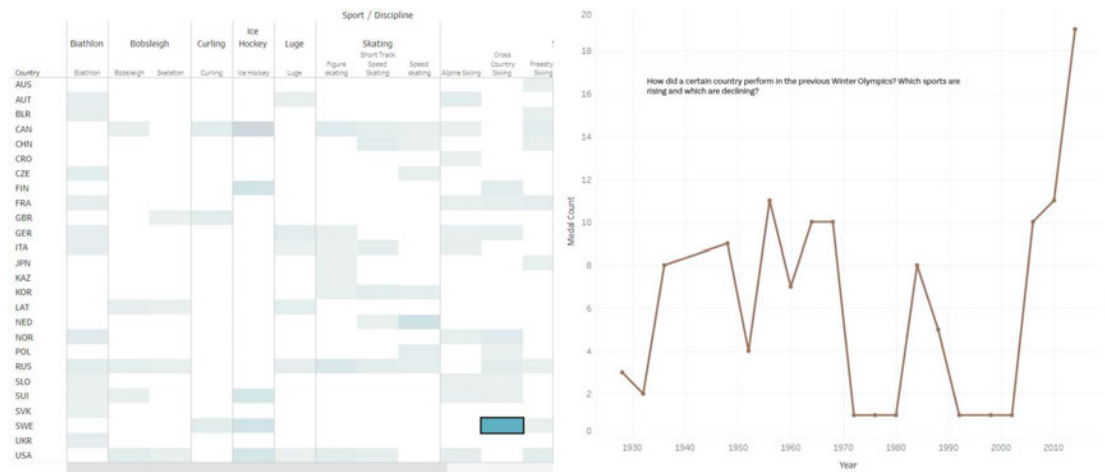 Sport / Discipline
Biathlon Bobsleigh Curling Ice Hockey Luge Skating S
Country Biathlon Bobsleigh Skeleton Curling Ice Hockey Luge Figure skating Short Track Speed Skating Speed skating Alpine Skiing Cross Country Skiing Freesty Skiing
AUS
AUT
BLR
CAN
CHN
CRO
CZE
FIN
FRA
GBR
GER
ITA
JPN
KAZ
KOR
LAT
NED
NOR
POL
RUS
SLO
SUI
SVK
SWE
UKR
USA
How did a certain country perform in the previous Winter Olympics? Which sports are
rising and which are declining?
Medal Count
20
18
16
14
12
10
8
6
4
2
0
1930 1940 1950 1960 1970 1980 1990 2000 2010
Year